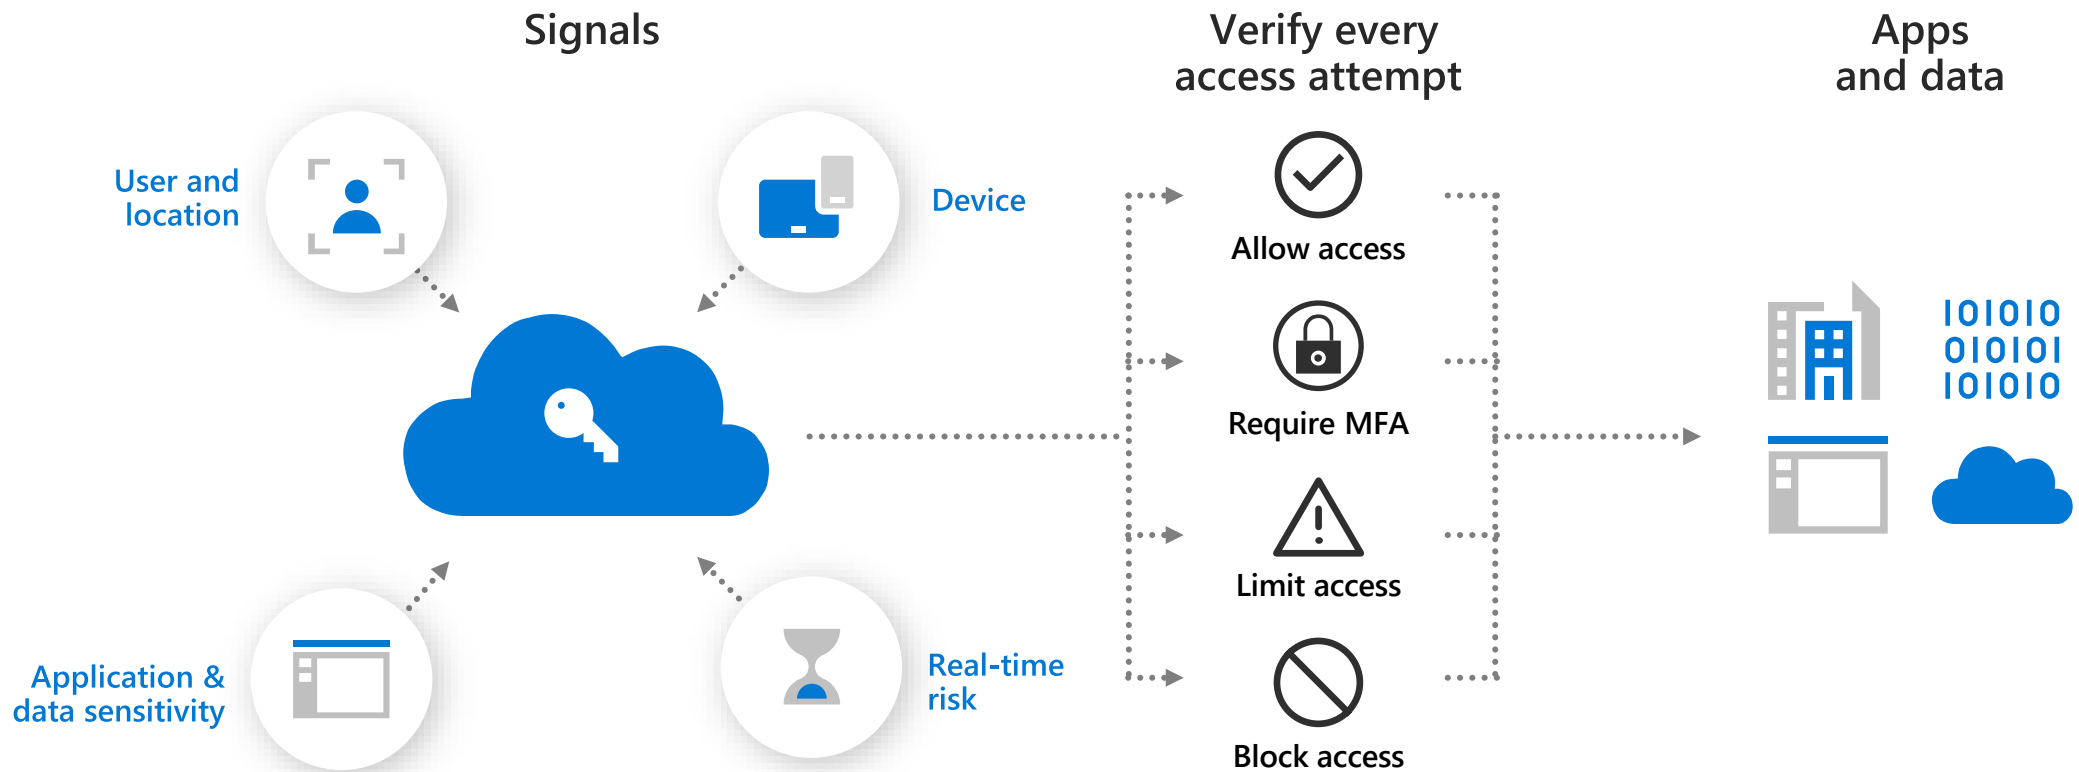 Signals
Verify every
access attempt
Apps
and data
User and
location
Device
Application &
data sensitivity
Real-time
risk
Allow access
Require MFA
Limit access
Block access
101010
010101
101010